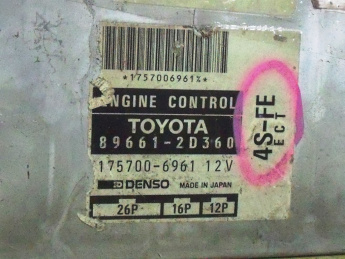 *1757006961%*
ENGINE CONTROL
TOYOTA
89661-2D360
175700-6961 12V
DENSO MADE IN JAPAN
26P 16P 12P
4S-FE
ECT